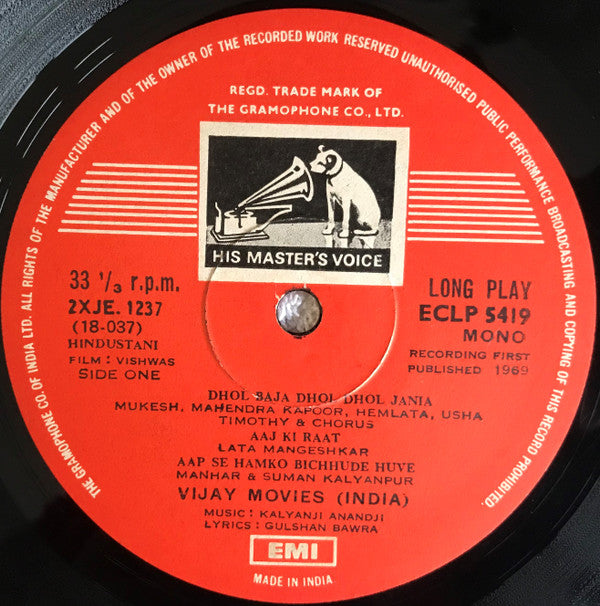 THE GRAMOPHONE CO. OF INDIA LTD. ALL RIGHTS OF THE MANUFACTURER AND OF THE OWNER OF THE RECORDED WORK RESERVED UNAUTHORISED PUBLIC PERFORMANCE BROADCASTING AND COPYING OF THIS RECORD PROHIBITED.
REGD. TRADE MARK OF
THE GRAMOPHONE CO., LTD.
HIS MASTER'S VOICE
33 ⅓ r.p.m.
2XJE. 1237
(18-037)
HINDUSTANI
FILM : VISHWAS
SIDE ONE
LONG PLAY
ECLP 5419
MONO
RECORDING FIRST
PUBLISHED 1969
DHOL BAJA DHOL DHOL JANIA
MUKESH, MAHENDRA KAPOOR, HEMLATA, USHA
TIMOTHY & CHORUS
AAJ KI RAAT
LATA MANGESHKAR
AAP SE HAMKO BICHHUDE HUVE
MANHAR & SUMAN KALYANPUR
VIJAY MOVIES (INDIA)
MUSIC: KALYANJI ANANDJI
LYRICS: GULSHAN BAWRA
EMI
MADE IN INDIA